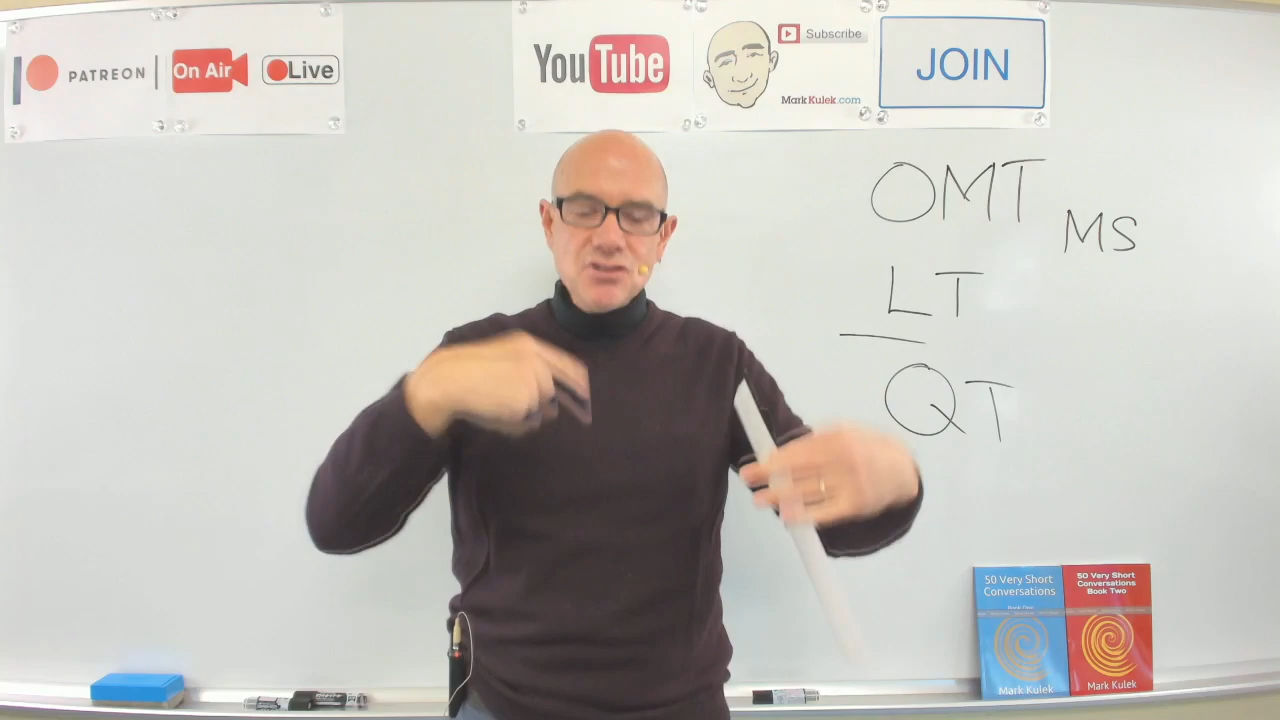 PATREON
On Air
Live
YouTube
Subscribe
MarkKulek.com
JOIN
OMT
MS
LT
QT
50 Very Short
Conversations
Mark Kulek
50 Very Short
Conversations
Book Two
Mark Kulek